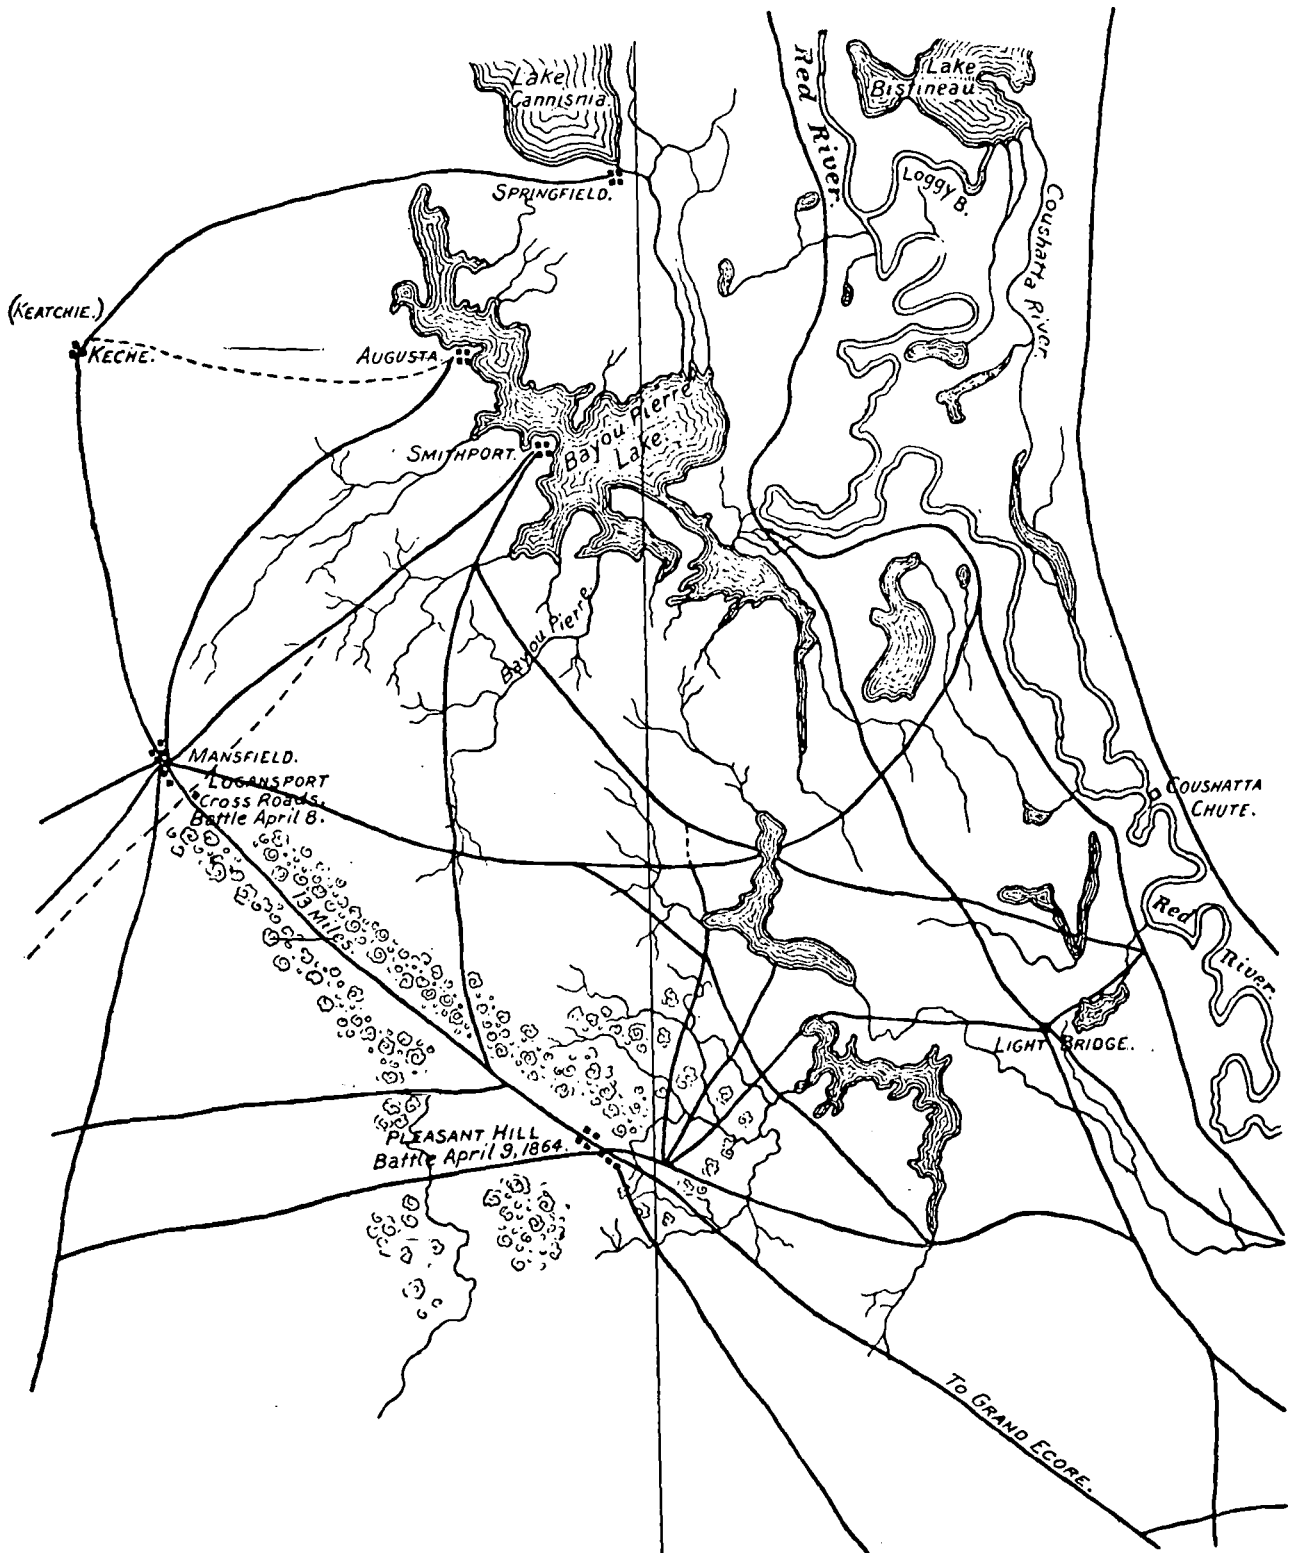 Lake
Cannisnia.
Red River.
Lake
Bistineau.
SPRINGFIELD.
Loggy B.
Coushatta River.
(KEATCHIE.)
KECHE.
AUGUSTA
SMITHPORT.
Bayou Pierre
Lake.
Bayou Pierre.
MANSFIELD.
LOGANSPORT
Cross Roads,
Battle April 8.
COUSHATTA
CHUTE.
13 Miles.
Red
River.
LIGHT BRIDGE.
PLEASANT HILL
Battle April 9, 1864.
TO GRAND ECORE.